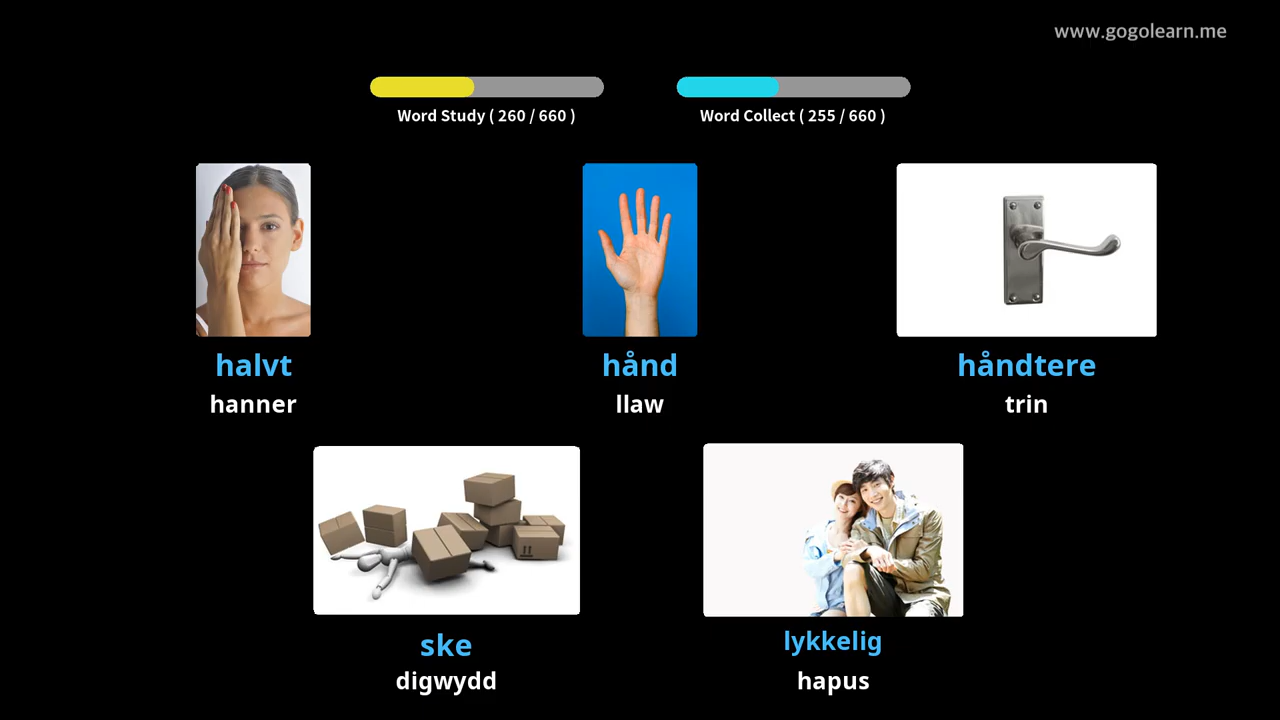 www.gogolearn.me
Word Study ( 260 / 660 )
Word Collect ( 255 / 660 )
halvt
hanner
hånd
llaw
håndtere
trin
ske
digwydd
lykkelig
hapus